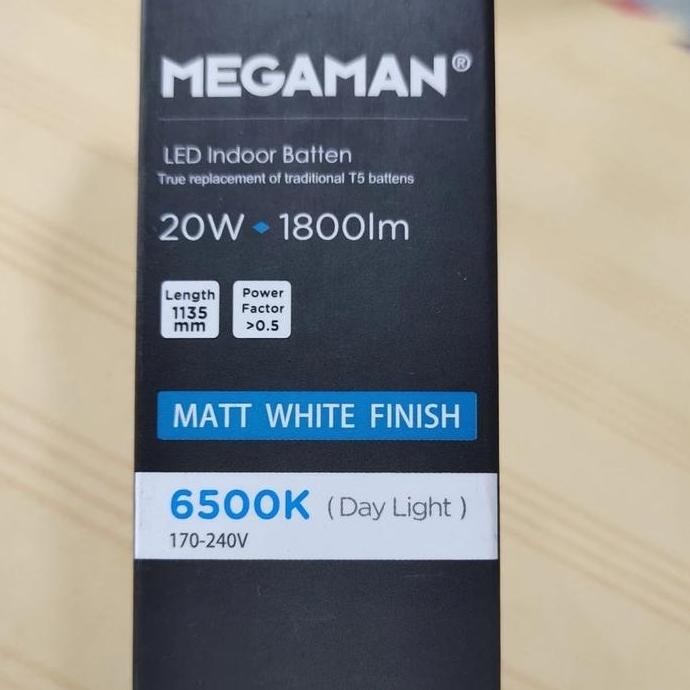 MEGAMAN®
LED Indoor Batten
True replacement of traditional T5 battens
20W 1800lm
Length
1135
mm
Power
Factor
>0.5
MATT WHITE FINISH
6500K (Day Light)
170-240V